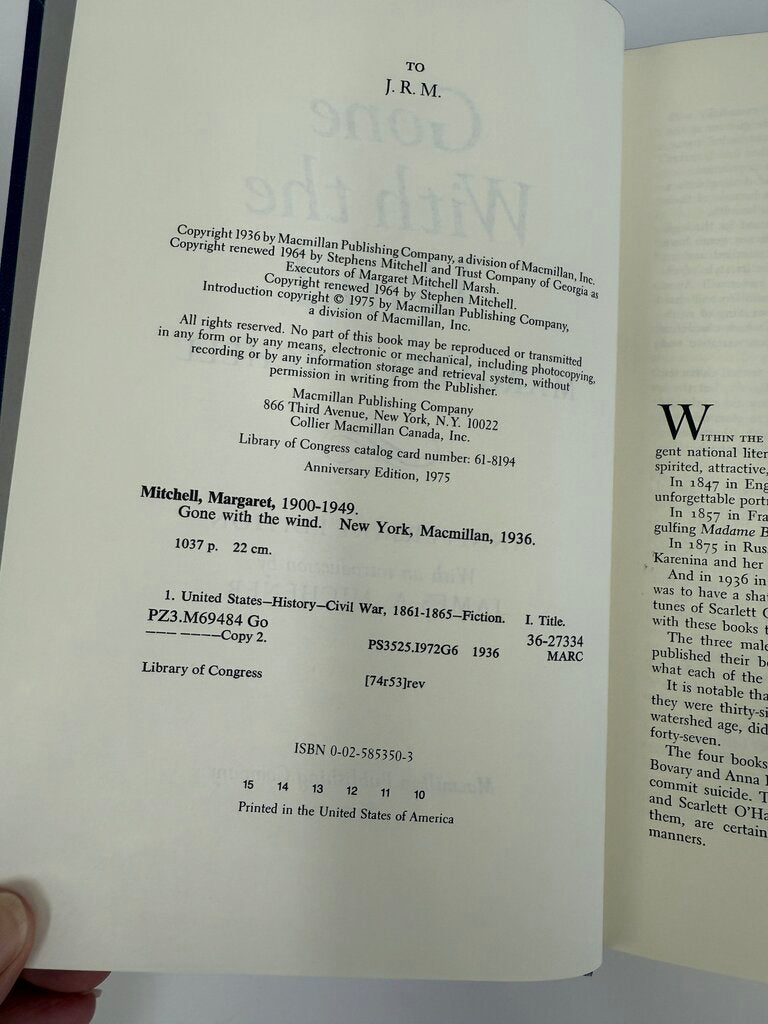 TO
J. R. M.
Copyright 1936 by Macmillan Publishing Company, a division of Macmillan, Inc.
Copyright renewed 1964 by Stephens Mitchell and Trust Company of Georgia as
Executors of Margaret Mitchell Marsh.
Copyright renewed 1964 by Stephen Mitchell.
Introduction copyright © 1975 by Macmillan Publishing Company,
a division of Macmillan, Inc.
All rights reserved. No part of this book may be reproduced or transmitted
in any form or by any means, electronic or mechanical, including photocopying,
recording or by any information storage and retrieval system, without
permission in writing from the Publisher.
Macmillan Publishing Company
866 Third Avenue, New York, N.Y. 10022
Collier Macmillan Canada, Inc.
Library of Congress catalog card number: 61-8194
Anniversary Edition, 1975
Mitchell, Margaret, 1900-1949.
Gone with the wind. New York, Macmillan, 1936.
1037 p. 22 cm.
1. United States—History—Civil War, 1861-1865—Fiction. I. Title.
PZ3.M69484 Go 36-27334
——— ————Copy 2. PS3525.I972G6 1936 MARC
Library of Congress [74r53]rev
ISBN 0-02-585350-3
15 14 13 12 11 10
Printed in the United States of America
WITHIN THE
gent national liter
spirited, attractive,
In 1847 in Eng
unforgettable portr
In 1857 in Fra
gulfing Madame B
In 1875 in Rus
Karenina and her
And in 1936 in
was to have a sha
tunes of Scarlett O
with these books t
The three male
published their bo
what each of the
It is notable tha
they were thirty-si
watershed age, did
forty-seven.
The four books
Bovary and Anna
commit suicide. T
and Scarlett O'Ha
them, are certain
manners.